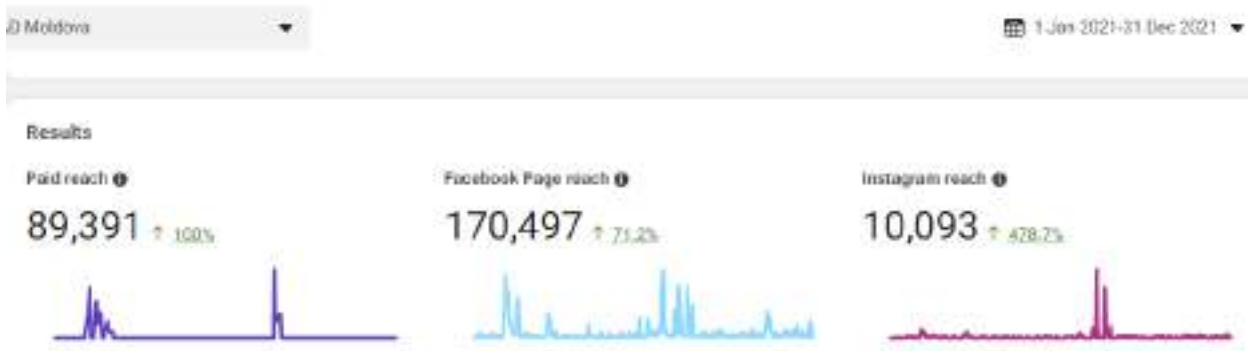 Moldova
1 Jan 2021-31 Dec 2021
Results
Paid reach
Facebook Page reach
Instagram reach
89,391 ↑ 100%
170,497 ↑ 71.2%
10,093 ↑ 478.7%